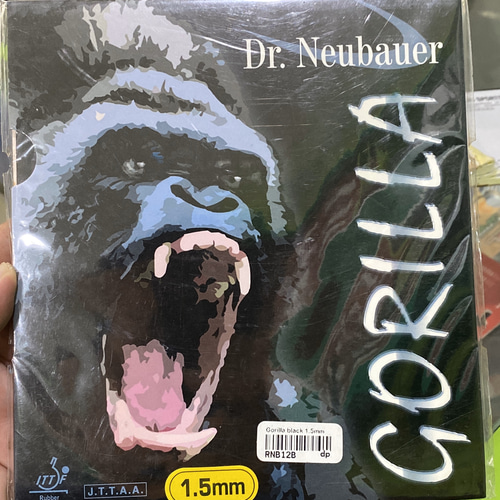 Dr. Neubauer
GORILLA
Gorilla black 1.5mm
RNB12B dp
ITTF
Rubber
J.T.T.A.A.
1.5mm